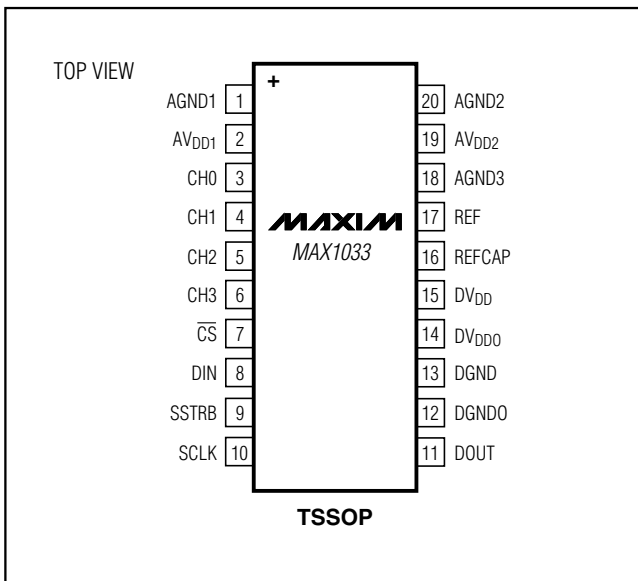 TOP VIEW
+
AGND1 1
AVDD1 2
CH0 3
CH1 4
CH2 5
CH3 6
C̅S̅ 7
DIN 8
SSTRB 9
SCLK 10
MAXIM
MAX1033
20 AGND2
19 AVDD2
18 AGND3
17 REF
16 REFCAP
15 DVDD
14 DVDDO
13 DGND
12 DGNDO
11 DOUT
TSSOP